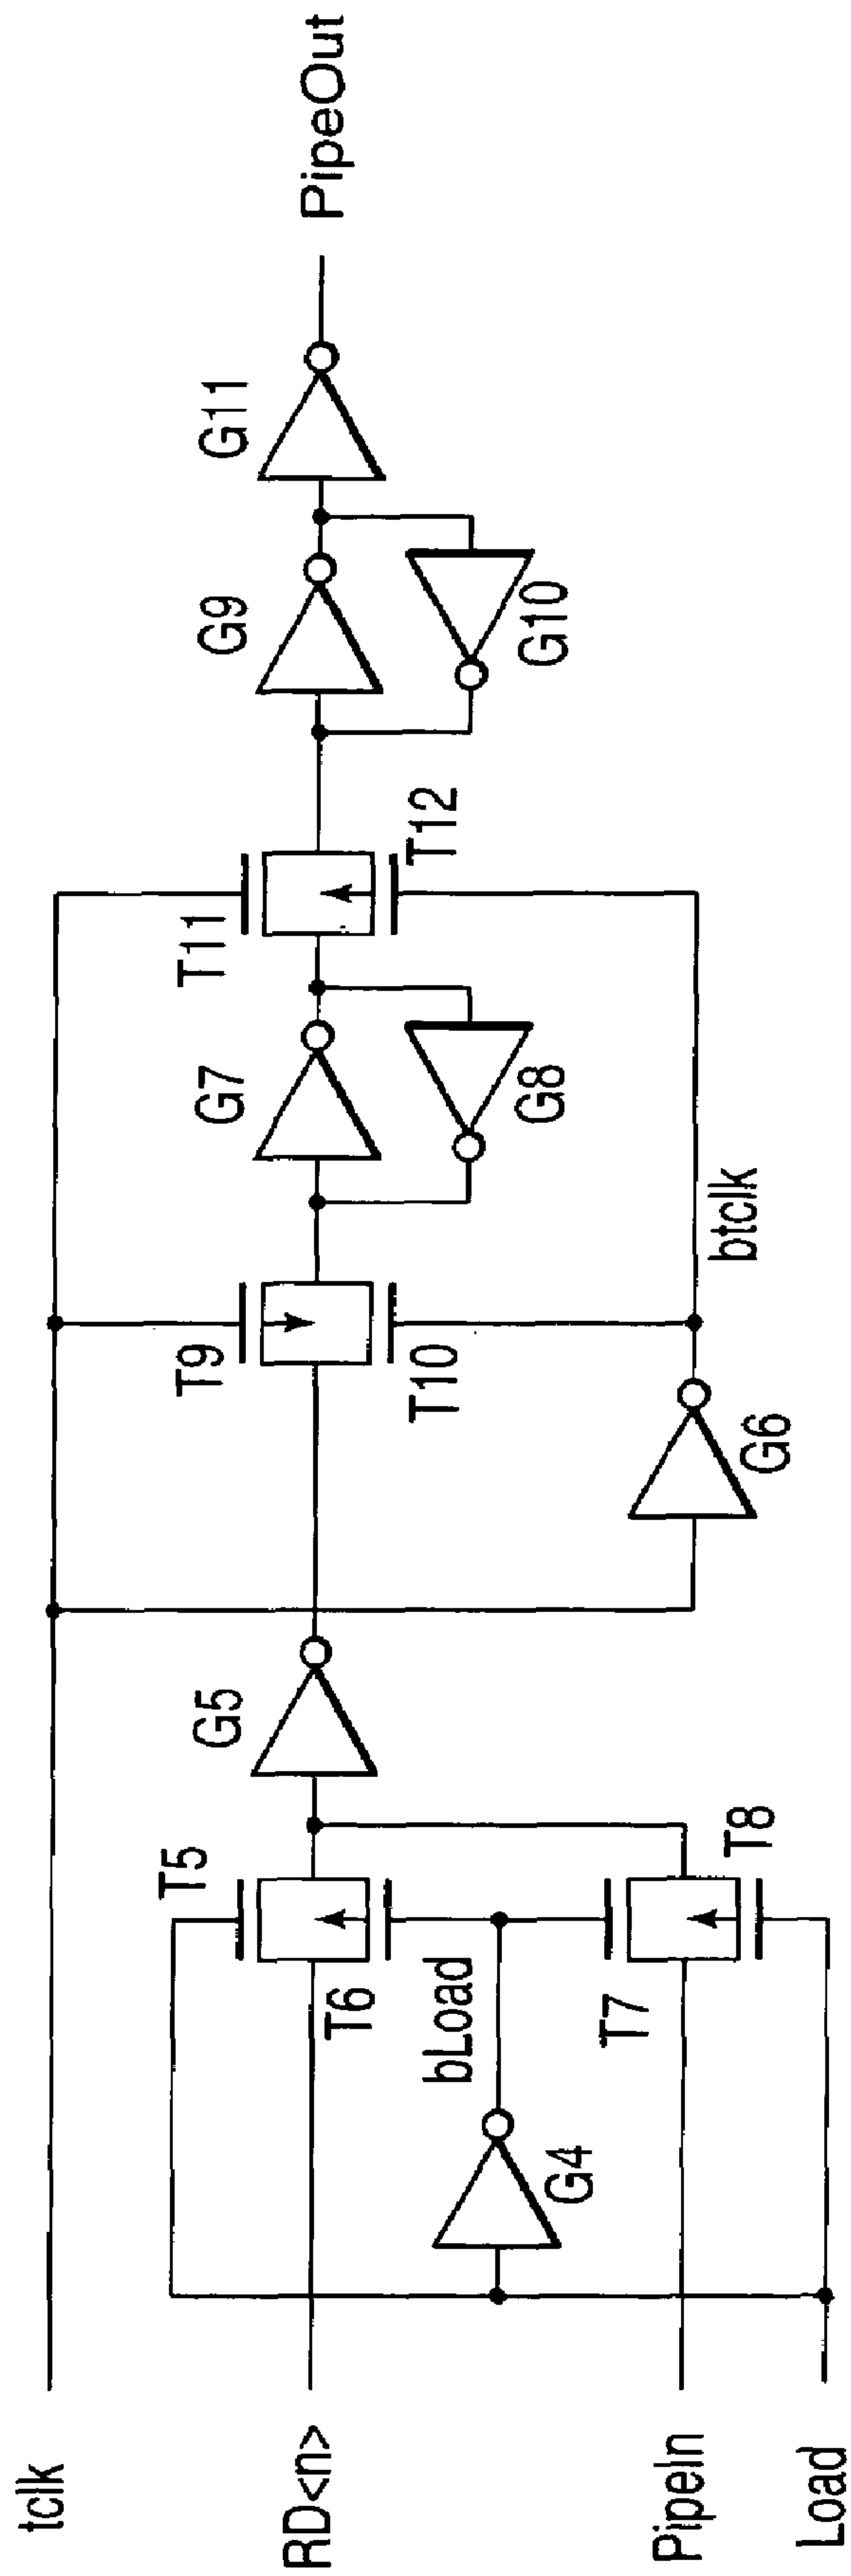 tclk
RD<n>
PipeIn
Load
T5
T6
bLoad
G4
T7
T8
G5
G6
btclk
T9
T10
G7
G8
T11
T12
G9
G10
G11
PipeOut